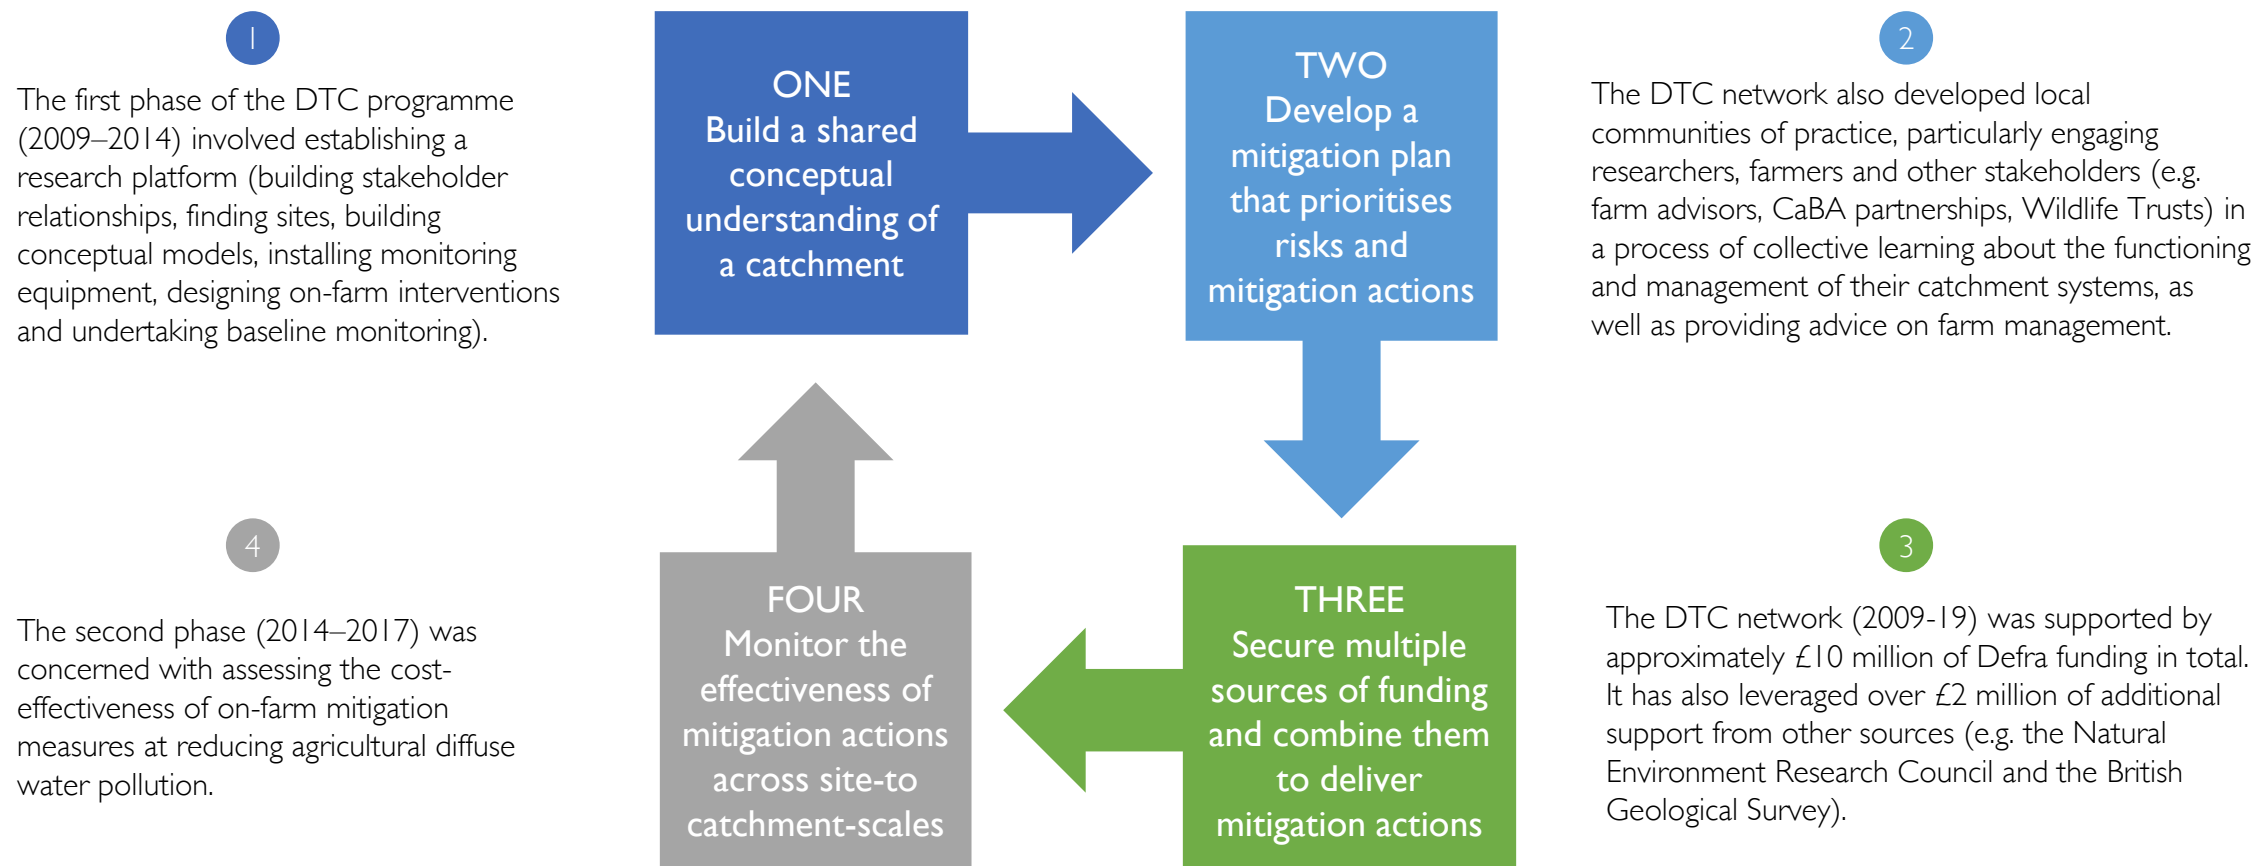 1
The first phase of the DTC programme
(2009–2014) involved establishing a
research platform (building stakeholder
relationships, finding sites, building
conceptual models, installing monitoring
equipment, designing on-farm interventions
and undertaking baseline monitoring).
ONE
Build a shared
conceptual
understanding of
a catchment
TWO
Develop a
mitigation plan
that prioritises
risks and
mitigation actions
2
The DTC network also developed local
communities of practice, particularly engaging
researchers, farmers and other stakeholders (e.g.
farm advisors, CaBA partnerships, Wildlife Trusts) in
a process of collective learning about the functioning
and management of their catchment systems, as
well as providing advice on farm management.
4
The second phase (2014–2017) was
concerned with assessing the cost-
effectiveness of on-farm mitigation
measures at reducing agricultural diffuse
water pollution.
FOUR
Monitor the
effectiveness of
mitigation actions
across site-to
catchment-scales
THREE
Secure multiple
sources of funding
and combine them
to deliver
mitigation actions
3
The DTC network (2009-19) was supported by
approximately £10 million of Defra funding in total.
It has also leveraged over £2 million of additional
support from other sources (e.g. the Natural
Environment Research Council and the British
Geological Survey).